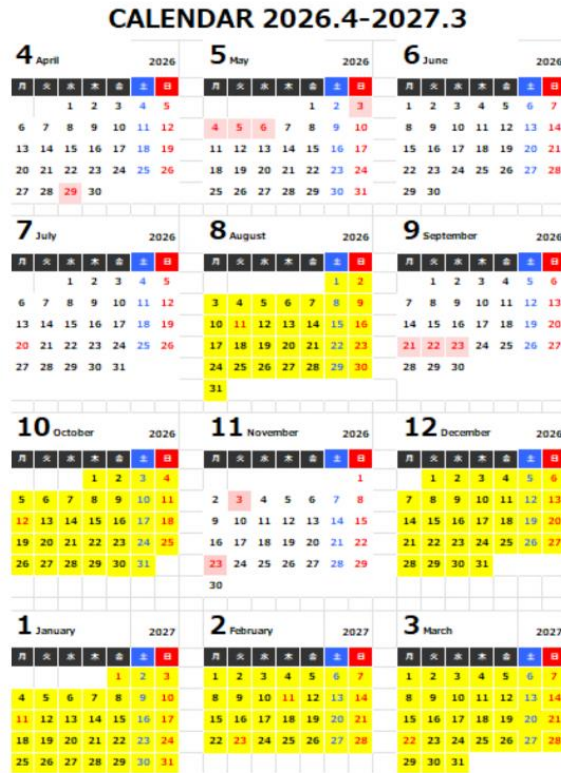 CALENDAR 2026.4–2027.3
4 April 2026
月 火 水 木 金 土 日
1 2 3 4 5
6 7 8 9 10 11 12
13 14 15 16 17 18 19
20 21 22 23 24 25 26
27 28 29 30
5 May 2026
月 火 水 木 金 土 日
1 2 3
4 5 6 7 8 9 10
11 12 13 14 15 16 17
18 19 20 21 22 23 24
25 26 27 28 29 30 31
6 June 2026
月 火 水 木 金 土 日
1 2 3 4 5 6 7
8 9 10 11 12 13 14
15 16 17 18 19 20 21
22 23 24 25 26 27 28
29 30
7 July 2026
月 火 水 木 金 土 日
1 2 3 4 5
6 7 8 9 10 11 12
13 14 15 16 17 18 19
20 21 22 23 24 25 26
27 28 29 30 31
8 August 2026
月 火 水 木 金 土 日
1 2
3 4 5 6 7 8 9
10 11 12 13 14 15 16
17 18 19 20 21 22 23
24 25 26 27 28 29 30
31
9 September 2026
月 火 水 木 金 土 日
1 2 3 4 5 6
7 8 9 10 11 12 13
14 15 16 17 18 19 20
21 22 23 24 25 26 27
28 29 30
10 October 2026
月 火 水 木 金 土 日
1 2 3 4
5 6 7 8 9 10 11
12 13 14 15 16 17 18
19 20 21 22 23 24 25
26 27 28 29 30 31
11 November 2026
月 火 水 木 金 土 日
1
2 3 4 5 6 7 8
9 10 11 12 13 14 15
16 17 18 19 20 21 22
23 24 25 26 27 28 29
30
12 December 2026
月 火 水 木 金 土 日
1 2 3 4 5 6
7 8 9 10 11 12 13
14 15 16 17 18 19 20
21 22 23 24 25 26 27
28 29 30 31
1 January 2027
月 火 水 木 金 土 日
1 2 3
4 5 6 7 8 9 10
11 12 13 14 15 16 17
18 19 20 21 22 23 24
25 26 27 28 29 30 31
2 February 2027
月 火 水 木 金 土 日
1 2 3 4 5 6 7
8 9 10 11 12 13 14
15 16 17 18 19 20 21
22 23 24 25 26 27 28
3 March 2027
月 火 水 木 金 土 日
1 2 3 4 5 6 7
8 9 10 11 12 13 14
15 16 17 18 19 20 21
22 23 24 25 26 27 28
29 30 31